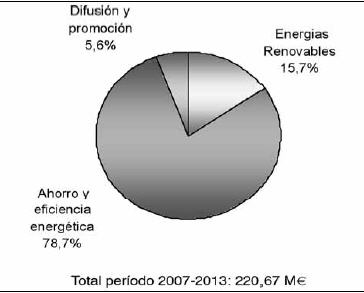 Difusión y
promoción
5,6%
Energias
Renovables
15,7%
Ahorro y
eficiencia
energética
78,7%
Total período 2007-2013: 220,67 M€